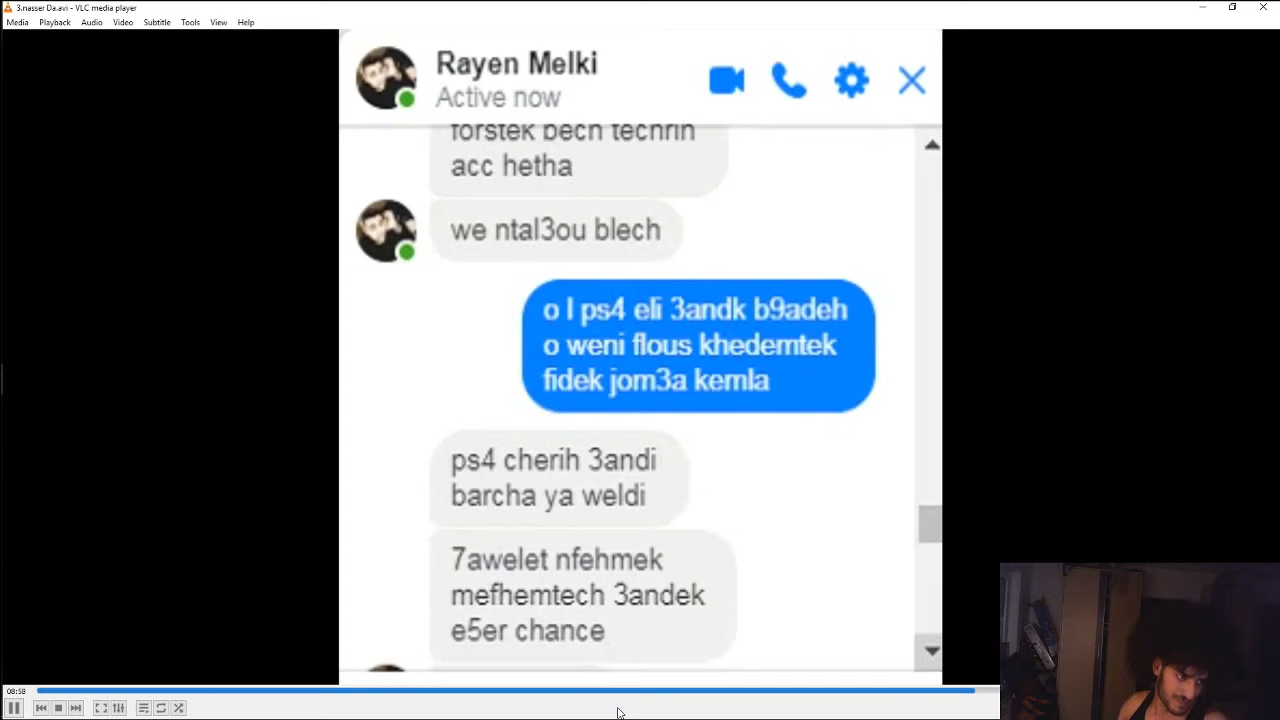 3.nasser Da.avi - VLC media player
Media Playback Audio Video Subtitle Tools View Help
Rayen Melki
Active now
forstek bech techrih
acc hetha
we ntal3ou blech
o l ps4 eli 3andk b9adeh
o weni flous khedemtek
fidek jom3a kemla
ps4 cherih 3andi
barcha ya weldi
7awelet nfehmek
mefhemtech 3andek
e5er chance
08:58